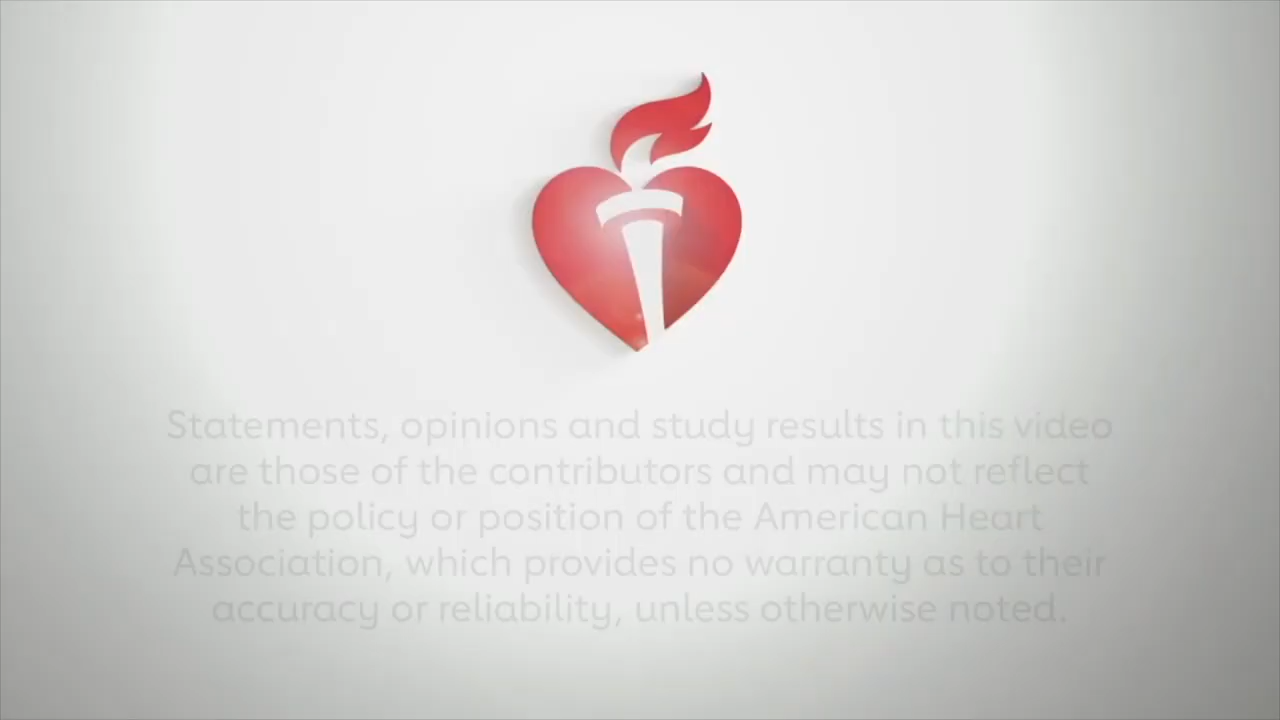 Statements, opinions and study results in this video
are those of the contributors and may not reflect
the policy or position of the American Heart
Association, which provides no warranty as to their
accuracy or reliability, unless otherwise noted.